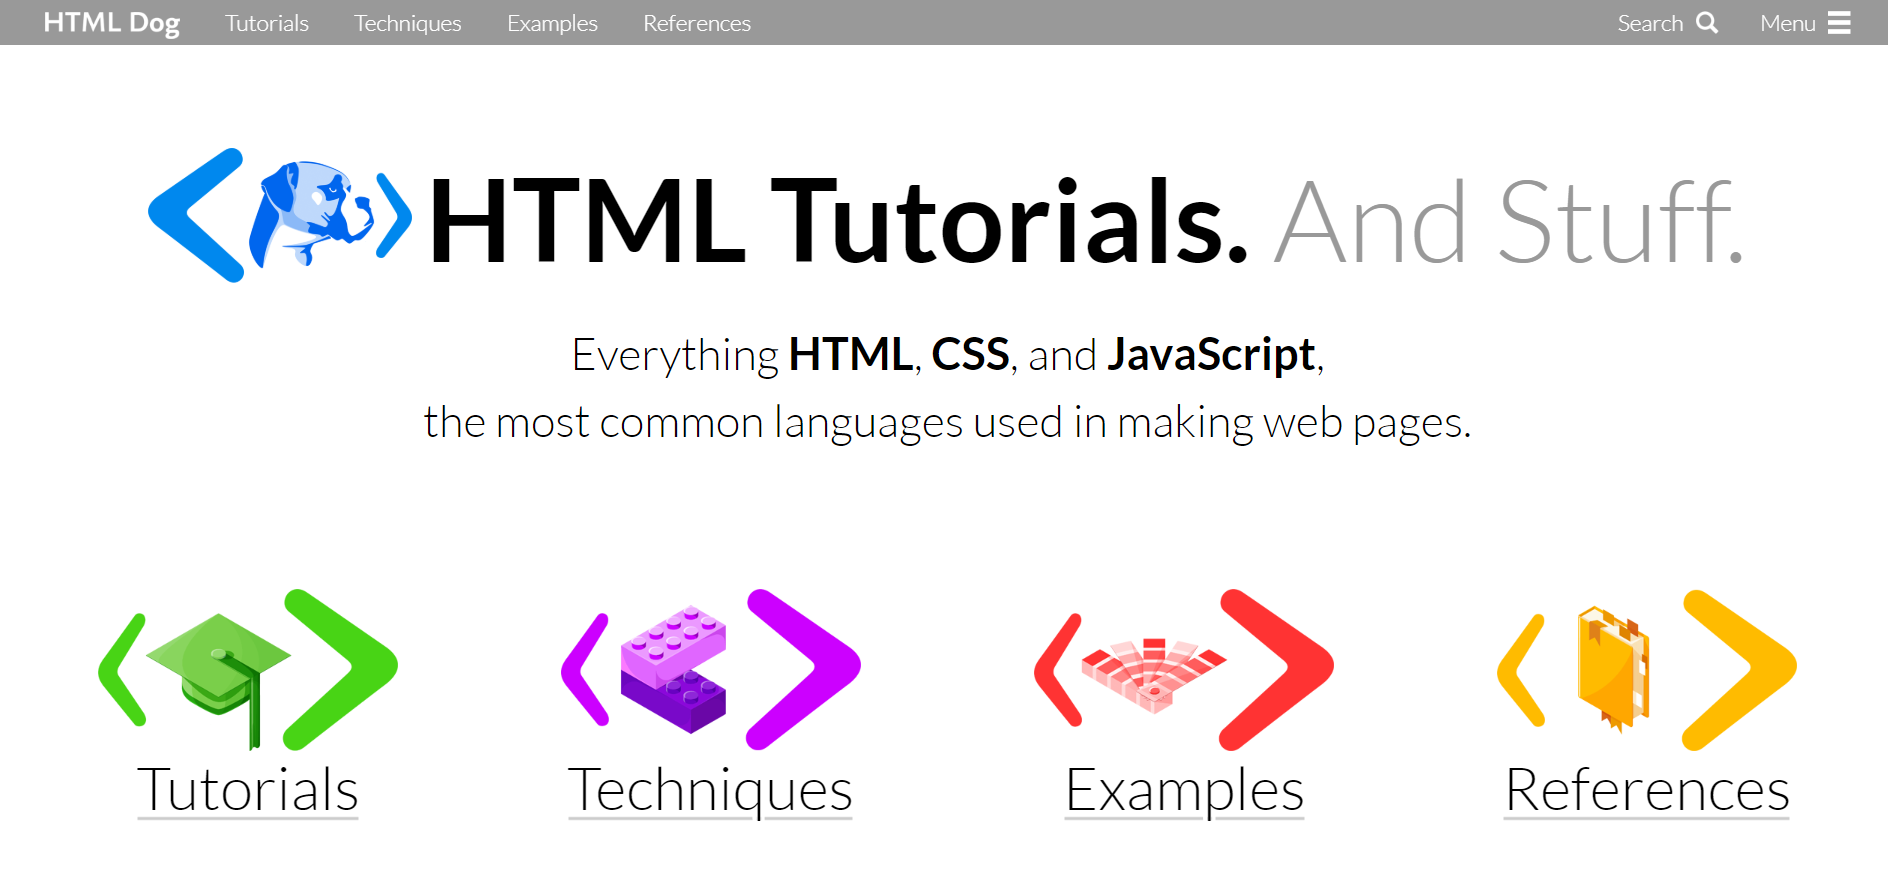 HTML Dog Tutorials Techniques Examples References Search Menu
HTML Tutorials. And Stuff.
Everything HTML, CSS, and JavaScript,
the most common languages used in making web pages.
Tutorials Techniques Examples References